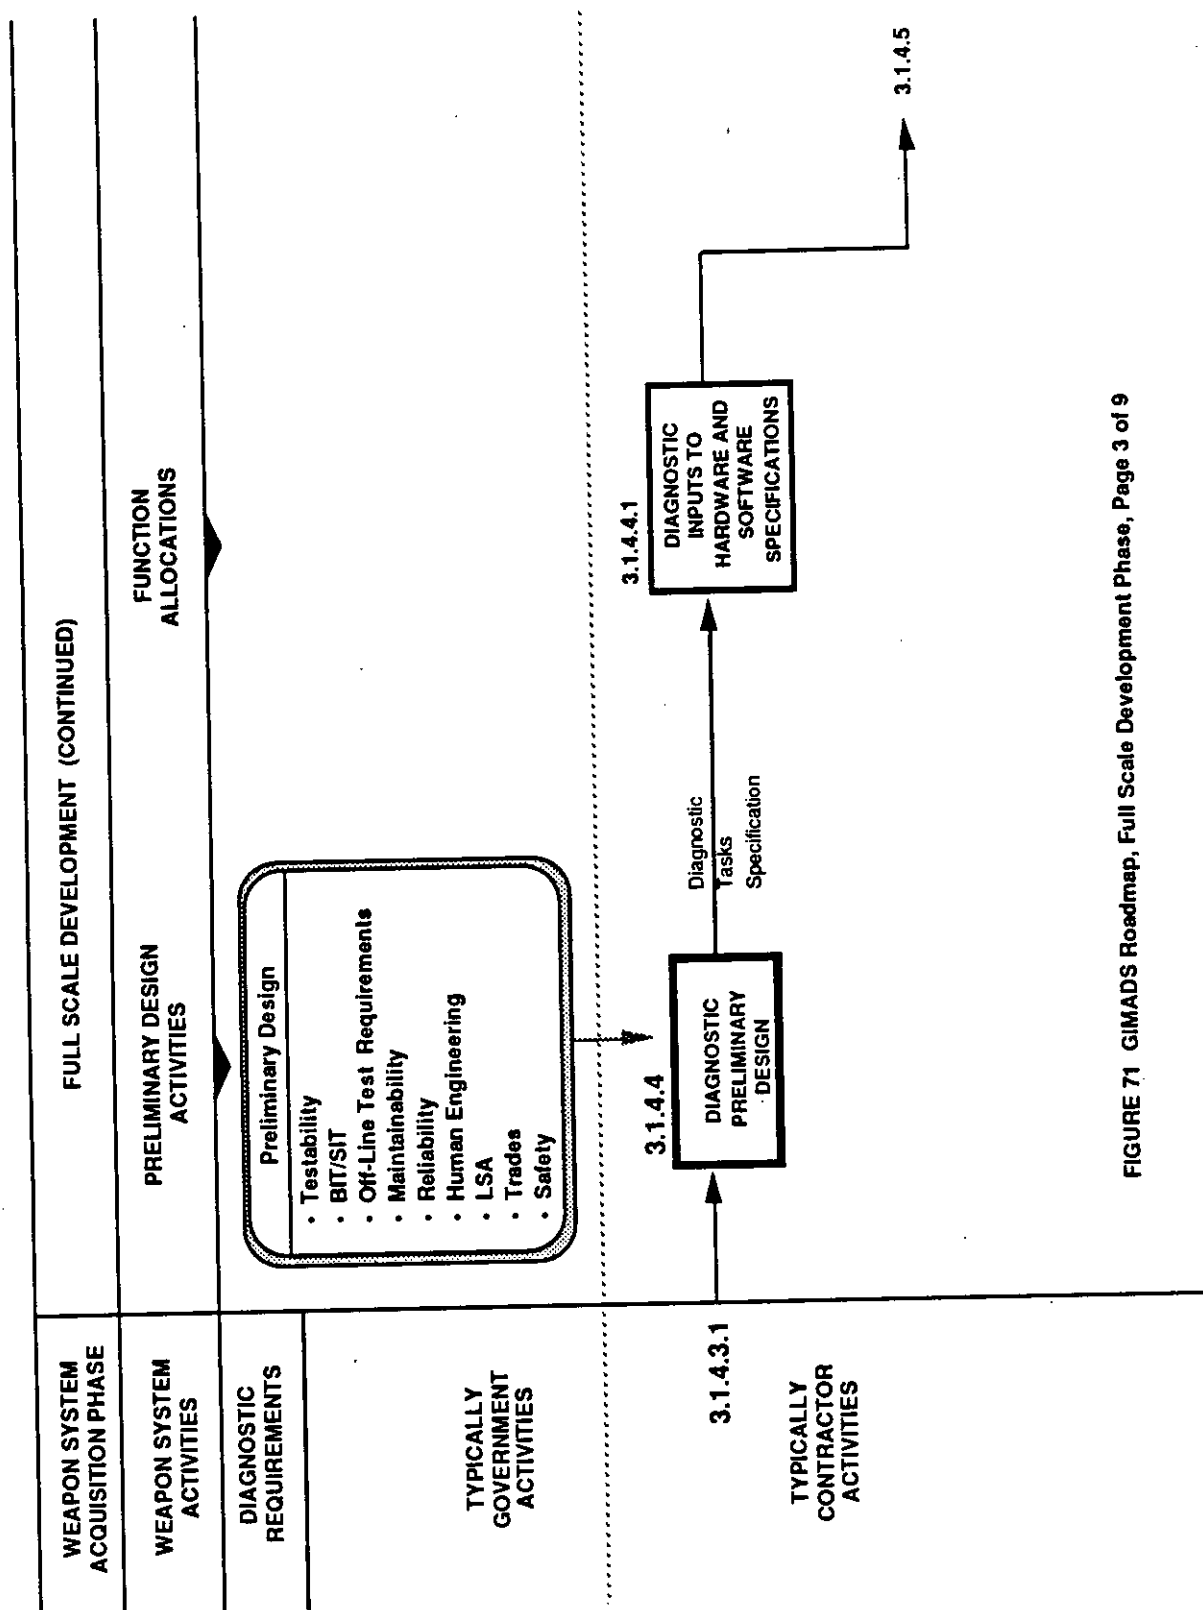 WEAPON SYSTEM
ACQUISITION PHASE
FULL SCALE DEVELOPMENT (CONTINUED)
WEAPON SYSTEM
ACTIVITIES
PRELIMINARY DESIGN
ACTIVITIES
FUNCTION
ALLOCATIONS
DIAGNOSTIC
REQUIREMENTS
TYPICALLY
GOVERNMENT
ACTIVITIES
Preliminary Design
• Testability
• BIT/SIT
• Off-Line Test Requirements
• Maintainability
• Reliability
• Human Engineering
• LSA
• Trades
• Safety
TYPICALLY
CONTRACTOR
ACTIVITIES
3.1.4.3.1
3.1.4.4
DIAGNOSTIC
PRELIMINARY
DESIGN
Diagnostic
Tasks
Specification
3.1.4.4.1
DIAGNOSTIC
INPUTS TO
HARDWARE AND
SOFTWARE
SPECIFICATIONS
3.1.4.5
FIGURE 71 GIMADS Roadmap, Full Scale Development Phase, Page 3 of 9